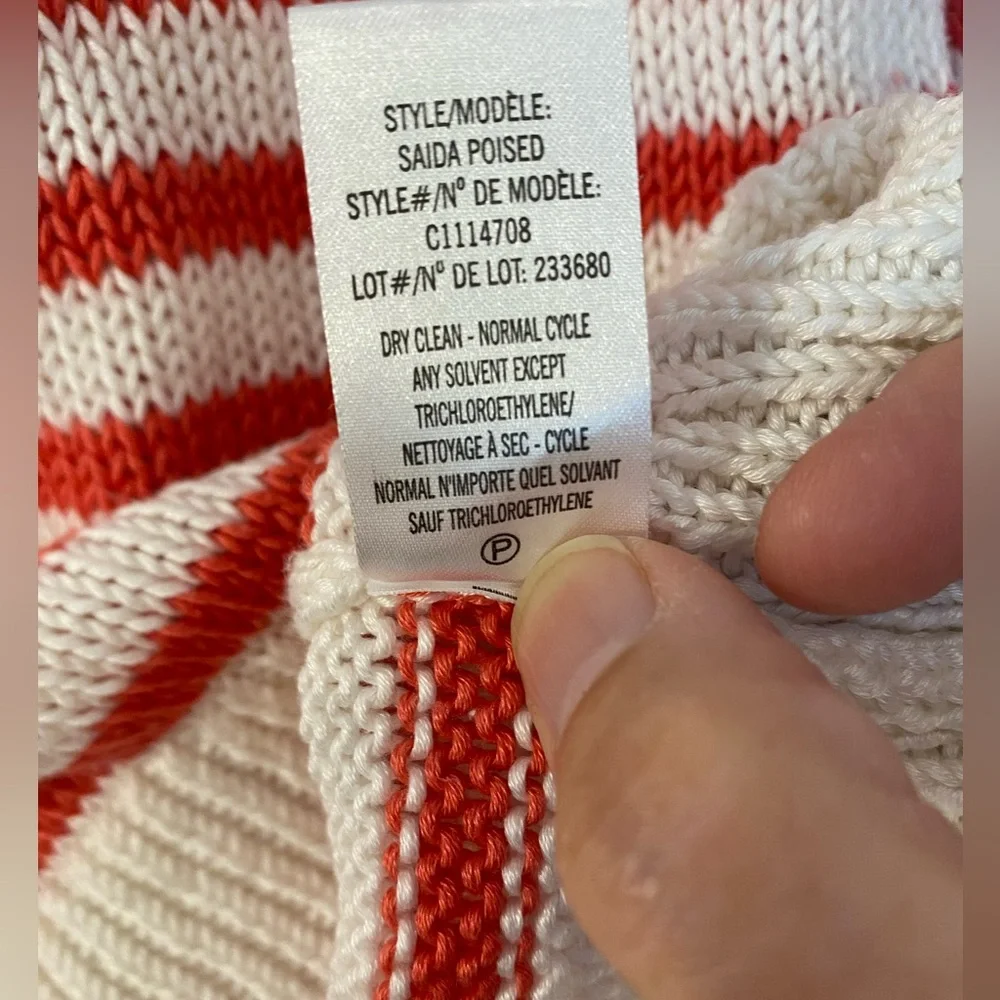 STYLE/MODÈLE:
SAIDA POISED
STYLE#/Nº DE MODÈLE:
C1114708
LOT#/Nº DE LOT: 233680
DRY CLEAN - NORMAL CYCLE
ANY SOLVENT EXCEPT
TRICHLOROETHYLENE/
NETTOYAGE À SEC - CYCLE
NORMAL N'IMPORTE QUEL SOLVANT
SAUF TRICHLOROETHYLENE
P